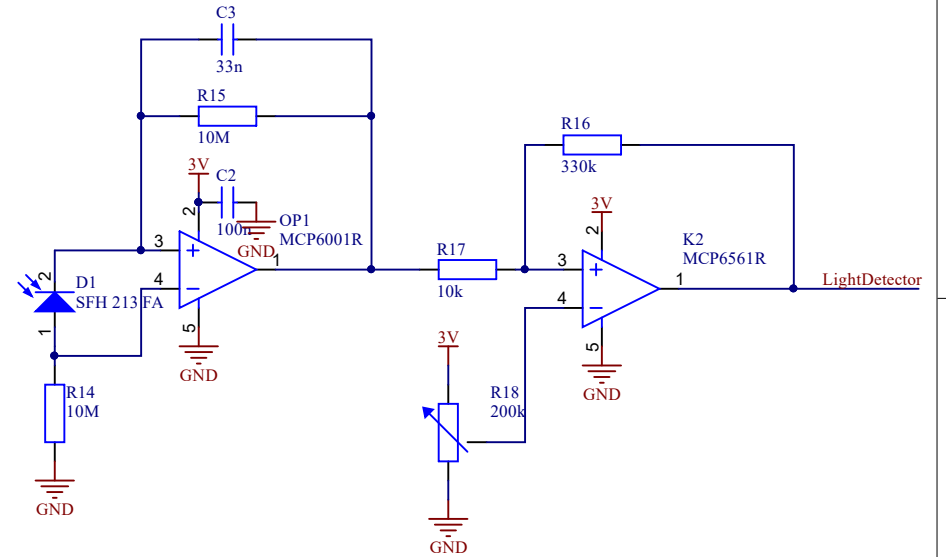 C3
33n
R15
10M
3V
C2
100n
GND
2
OP1
MCP6001R
3
4
1
5
GND
2
D1
SFH 213 FA
1
R14
10M
GND
R17
10k
R16
330k
3V
2
K2
MCP6561R
3
4
1
5
GND
LightDetector
3V
R18
200k
GND